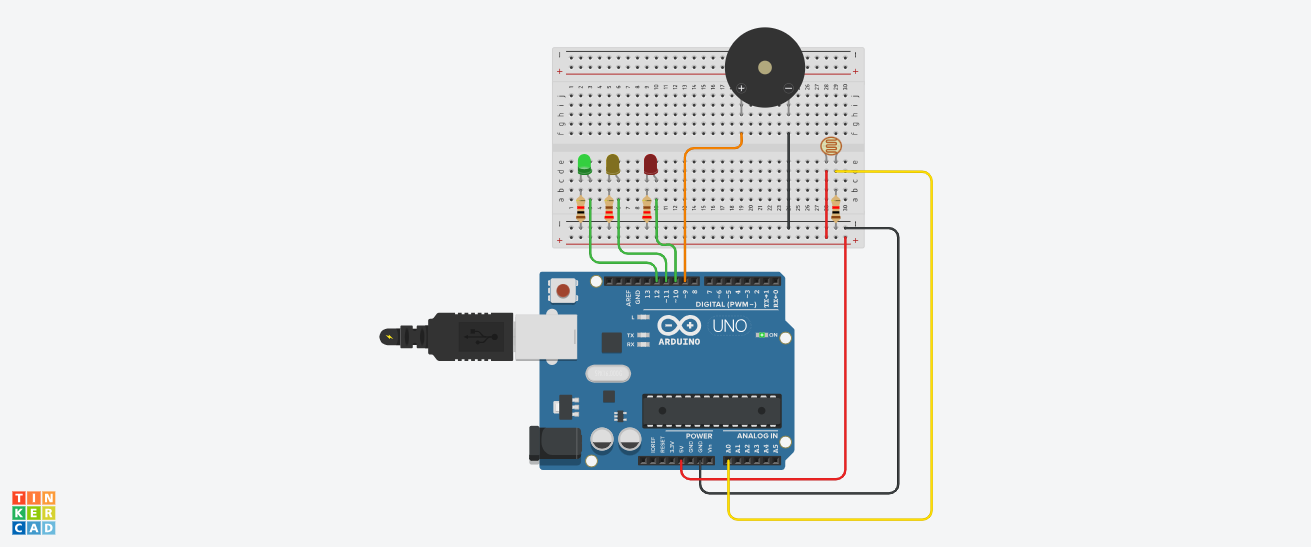 AREF
GND
13
12
~11
~10
~9
8
7
~6
~5
4
~3
2
TX→1
RX←0
DIGITAL (PWM~)
L
TX
RX
UNO
ARDUINO
ON
POWER
ANALOG IN
IOREF
RESET
3.3V
5V
GND
GND
Vin
A0
A1
A2
A3
A4
A5
TIN
KER
CAD